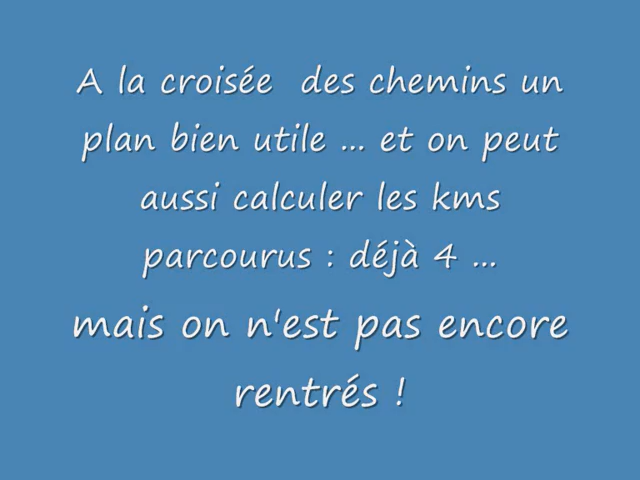 A la croisée  des chemins un
plan bien utile ... et on peut
aussi calculer les kms
parcourus : déjà 4 ...
mais on n'est pas encore
rentrés !